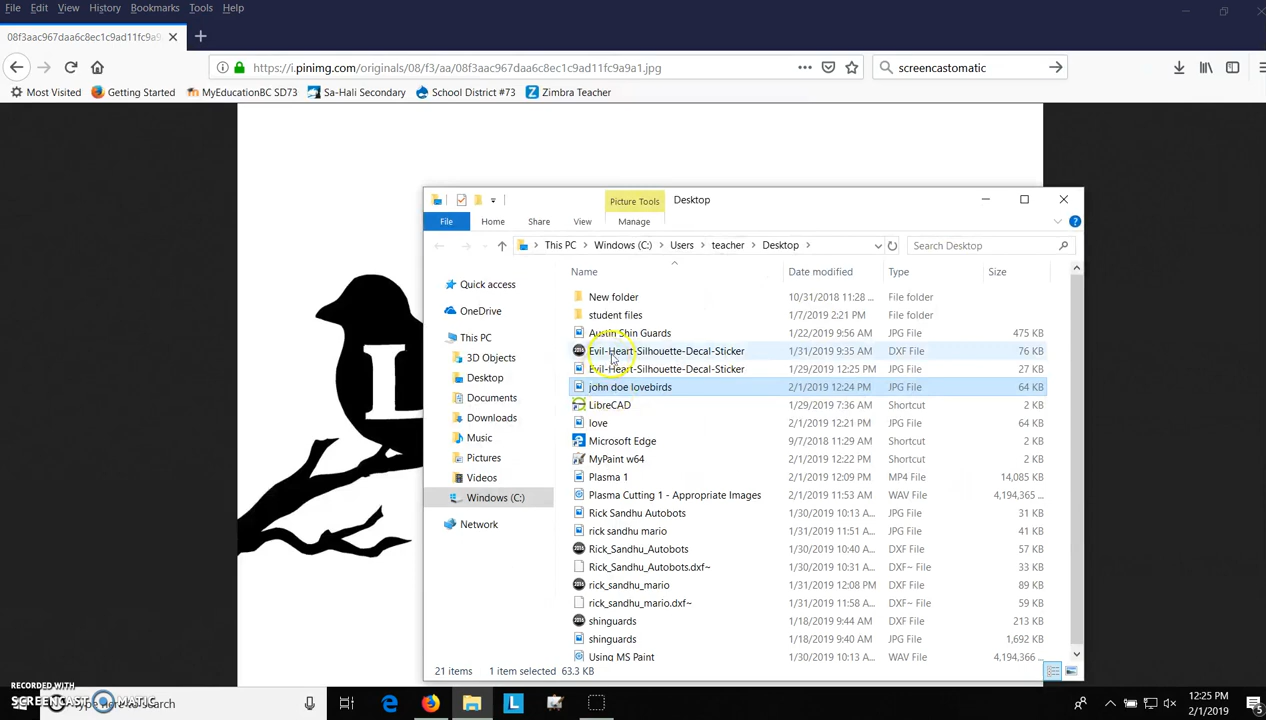 File Edit View History Bookmarks Tools Help
08f3aac967daa6c8ec1c9ad11fc9a9
https://i.pinimg.com/originals/08/f3/aa/08f3aac967daa6c8ec1c9ad11fc9a9a1.jpg screencastomatic
Most Visited Getting Started MyEducationBC SD73 Sa-Hali Secondary School District #73 Zimbra Teacher
L
Picture Tools Desktop
File Home Share View Manage
This PC Windows (C:) Users teacher Desktop Search Desktop
Name Date modified Type Size
Quick access
OneDrive
This PC
3D Objects
Desktop
Documents
Downloads
Music
Pictures
Videos
Windows (C:)
Network
New folder 10/31/2018 11:28 ... File folder
student files 1/7/2019 2:21 PM File folder
Austin Shin Guards 1/22/2019 9:56 AM JPG File 475 KB
Evil-Heart-Silhouette-Decal-Sticker 1/31/2019 9:35 AM DXF File 76 KB
Evil-Heart-Silhouette-Decal-Sticker 1/29/2019 12:25 PM JPG File 27 KB
john doe lovebirds 2/1/2019 12:24 PM JPG File 64 KB
LibreCAD 1/29/2019 7:36 AM Shortcut 2 KB
love 2/1/2019 12:21 PM JPG File 64 KB
Microsoft Edge 9/7/2018 11:29 AM Shortcut 2 KB
MyPaint w64 2/1/2019 12:22 PM Shortcut 2 KB
Plasma 1 2/1/2019 12:09 PM MP4 File 14,085 KB
Plasma Cutting 1 - Appropriate Images 2/1/2019 11:53 AM WAV File 4,194,365 ...
Rick Sandhu Autobots 1/30/2019 10:13 A... JPG File 31 KB
rick sandhu mario 1/31/2019 11:51 A... JPG File 41 KB
Rick_Sandhu_Autobots 1/30/2019 10:40 A... DXF File 57 KB
Rick_Sandhu_Autobots.dxf~ 1/30/2019 10:31 A... DXF~ File 33 KB
rick_sandhu_mario 1/31/2019 12:08 PM DXF File 89 KB
rick_sandhu_mario.dxf~ 1/31/2019 11:58 A... DXF~ File 59 KB
shinguards 1/18/2019 9:44 AM DXF File 213 KB
shinguards 1/18/2019 9:40 AM JPG File 1,692 KB
Using MS Paint 1/30/2019 10:13 A... WAV File 4,194,366 ...
21 items 1 item selected 63.3 KB
RECORDED WITH
SCREENCAST MATIC
Type here to search
12:25 PM
2/1/2019
5